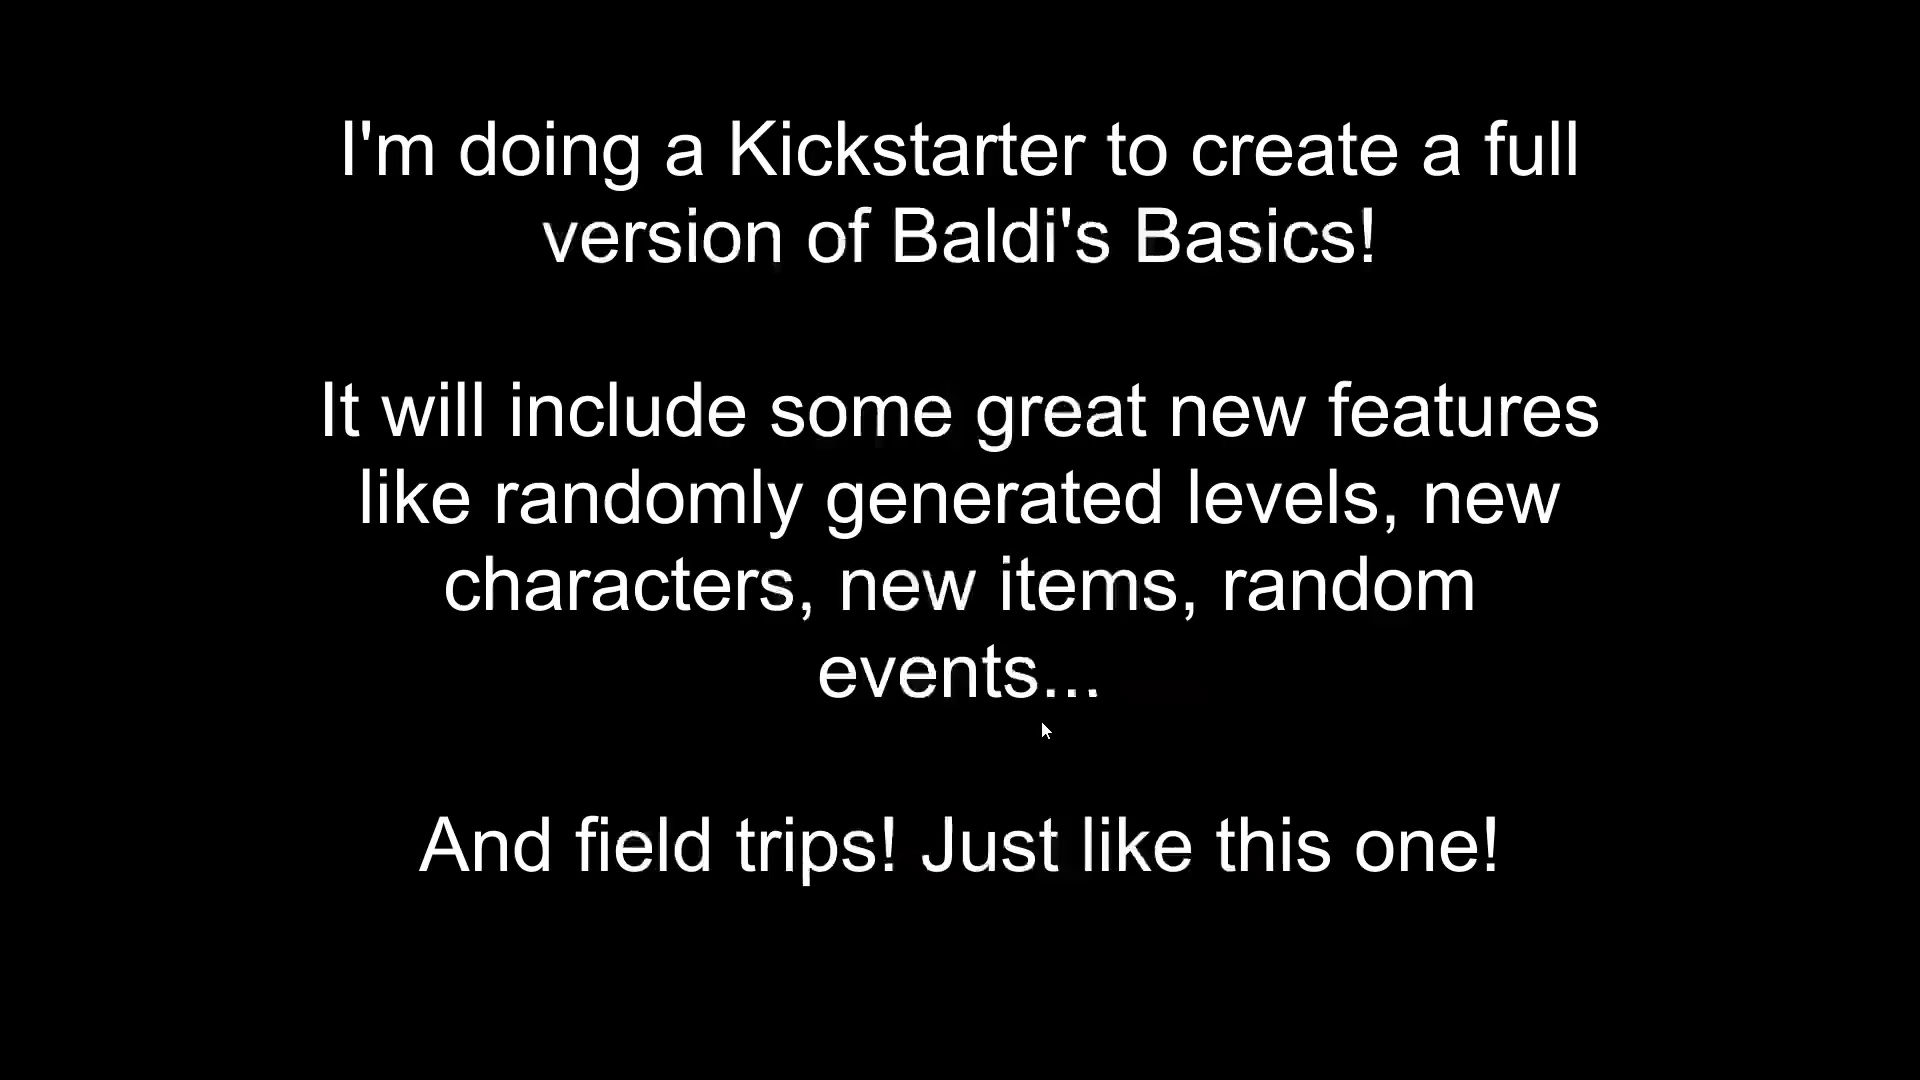 I'm doing a Kickstarter to create a full
version of Baldi's Basics!
It will include some great new features
like randomly generated levels, new
characters, new items, random
events...
And field trips! Just like this one!